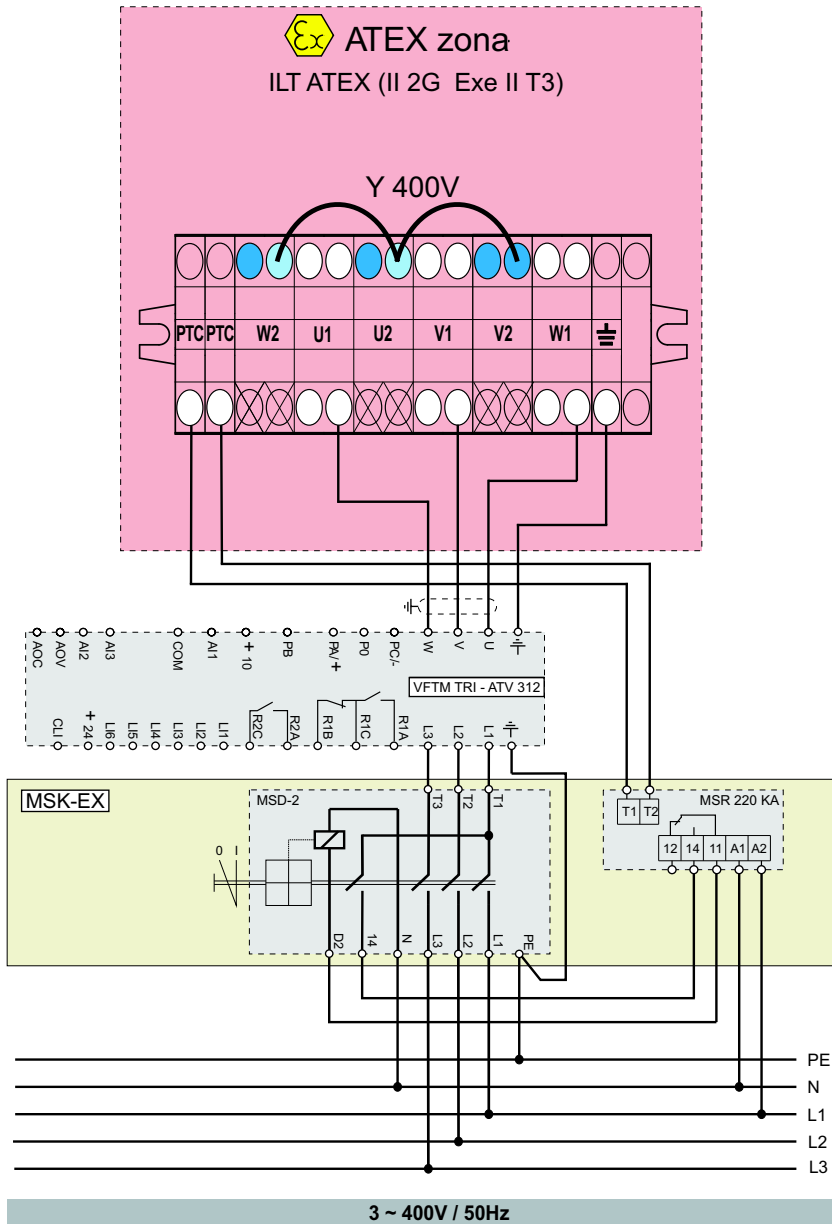 Ex ATEX zona
ILT ATEX (II 2G Exe II T3)
Y 400V
PTC PTC W2 U1 U2 V1 V2 W1
AOC AOV AI2 AI3 COM AI1 + 10 PB PA/+ P0 PC/- W V U
VFTM TRI - ATV 312
CLI + 24 LI6 LI5 LI4 LI3 LI2 LI1 R2C R2A R1B R1C R1A L3 L2 L1
MSK-EX
MSD-2
T3 T2 T1
MSR 220 KA
T1 T2
0 I
12 14 11 A1 A2
D2 14 N L3 L2 L1 PE
PE
N
L1
L2
L3
3 ~ 400V / 50Hz